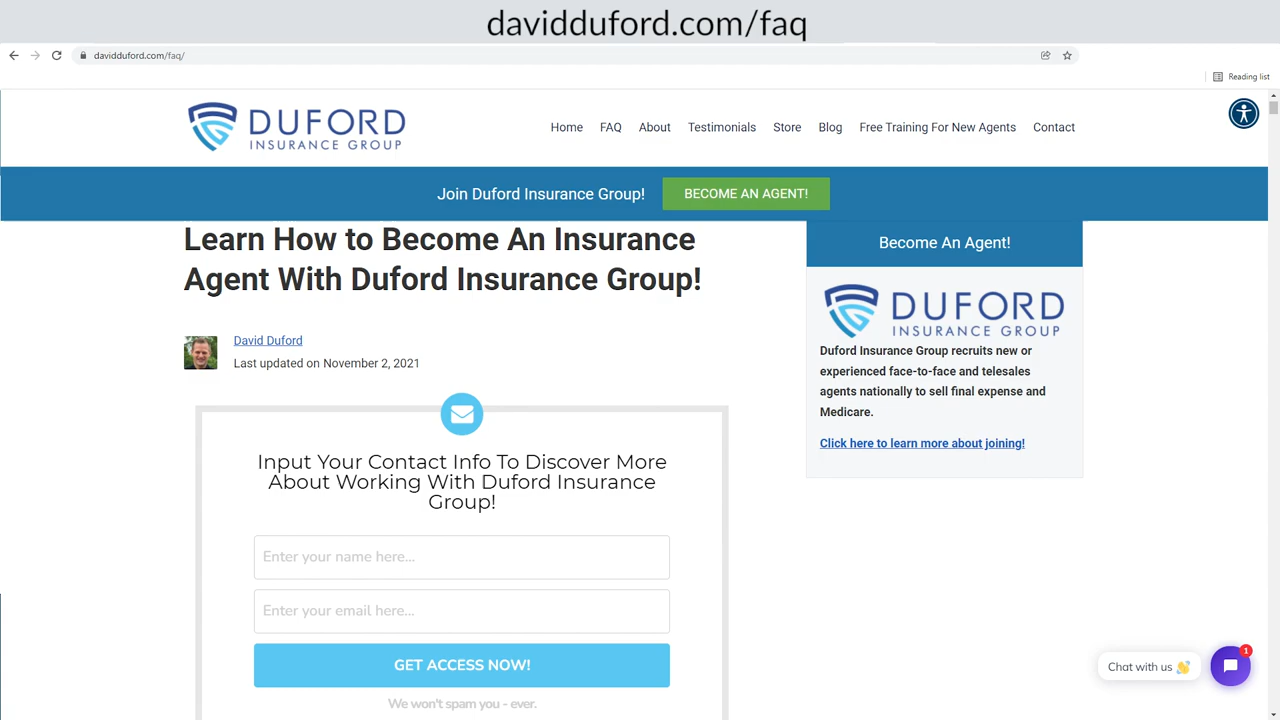 davidduford.com/faq
davidduford.com/faq/
Reading list
DUFORD
INSURANCE GROUP
Home FAQ About Testimonials Store Blog Free Training For New Agents Contact
Join Duford Insurance Group! BECOME AN AGENT!
Learn How to Become An Insurance
Agent With Duford Insurance Group!
David Duford
Last updated on November 2, 2021
Input Your Contact Info To Discover More
About Working With Duford Insurance
Group!
Enter your name here...
Enter your email here...
GET ACCESS NOW!
We won't spam you - ever.
Become An Agent!
DUFORD
INSURANCE GROUP
Duford Insurance Group recruits new or
experienced face-to-face and telesales
agents nationally to sell final expense and
Medicare.
Click here to learn more about joining!
Chat with us 👋
1